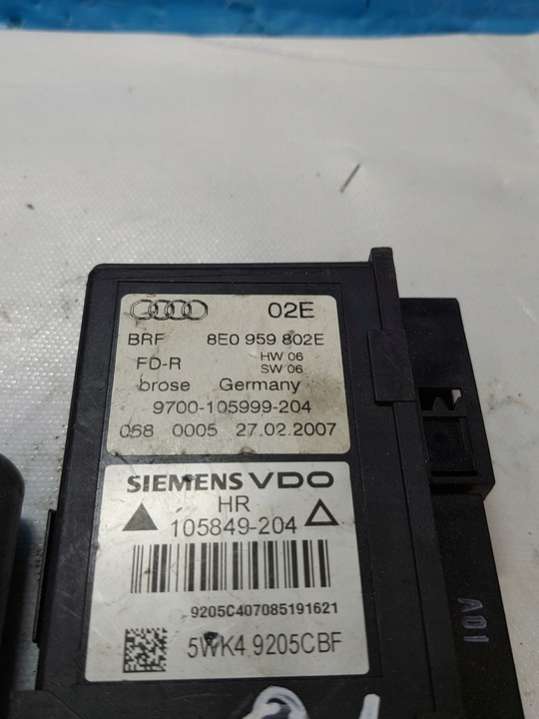 02E
BRF 8E0 959 802E
FD-R HW 06
SW 06
brose Germany
9700-105999-204
068 0005 27.02.2007
SIEMENS VDO
HR
105849-204
9205C407085191621
5WK4 9205CBF
A01